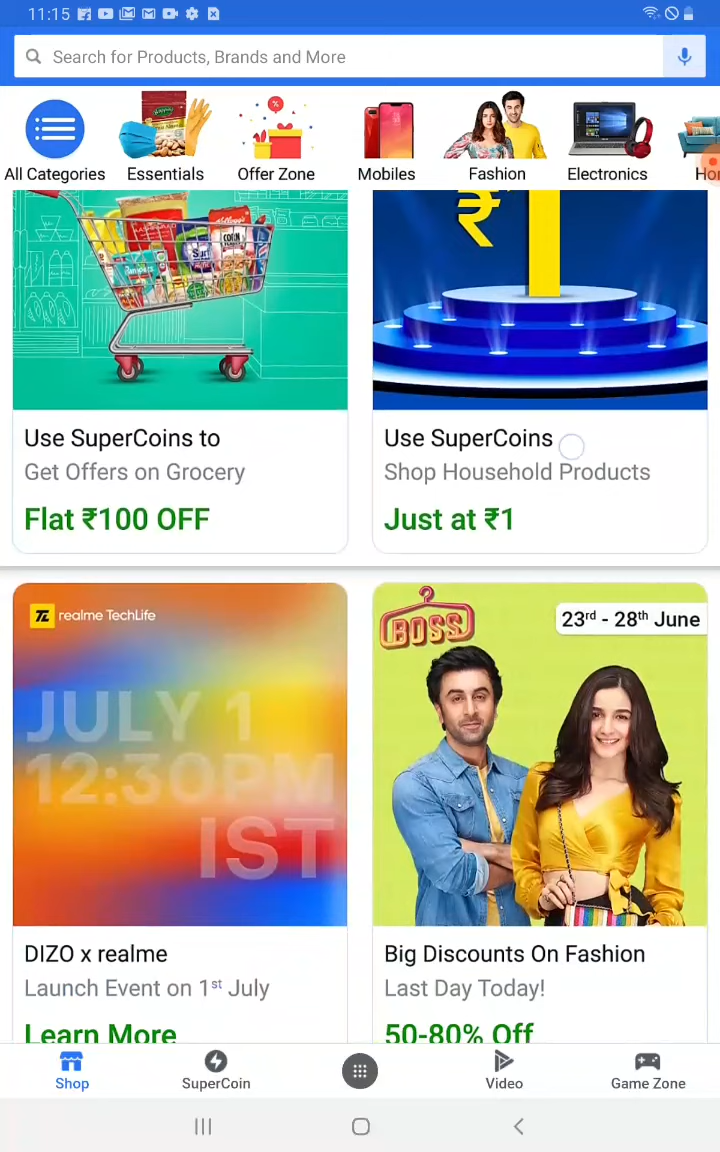 11:15
Search for Products, Brands and More
All Categories
Essentials
Offer Zone
Mobiles
Fashion
Electronics
Ho
₹1
Use SuperCoins to
Get Offers on Grocery
Flat ₹100 OFF
Use SuperCoins
Shop Household Products
Just at ₹1
TL realme TechLife
JULY 1
12:30PM
IST
BOSS
23rd - 28th June
DIZO x realme
Launch Event on 1st July
Learn More
Big Discounts On Fashion
Last Day Today!
50-80% Off
Shop
SuperCoin
Video
Game Zone